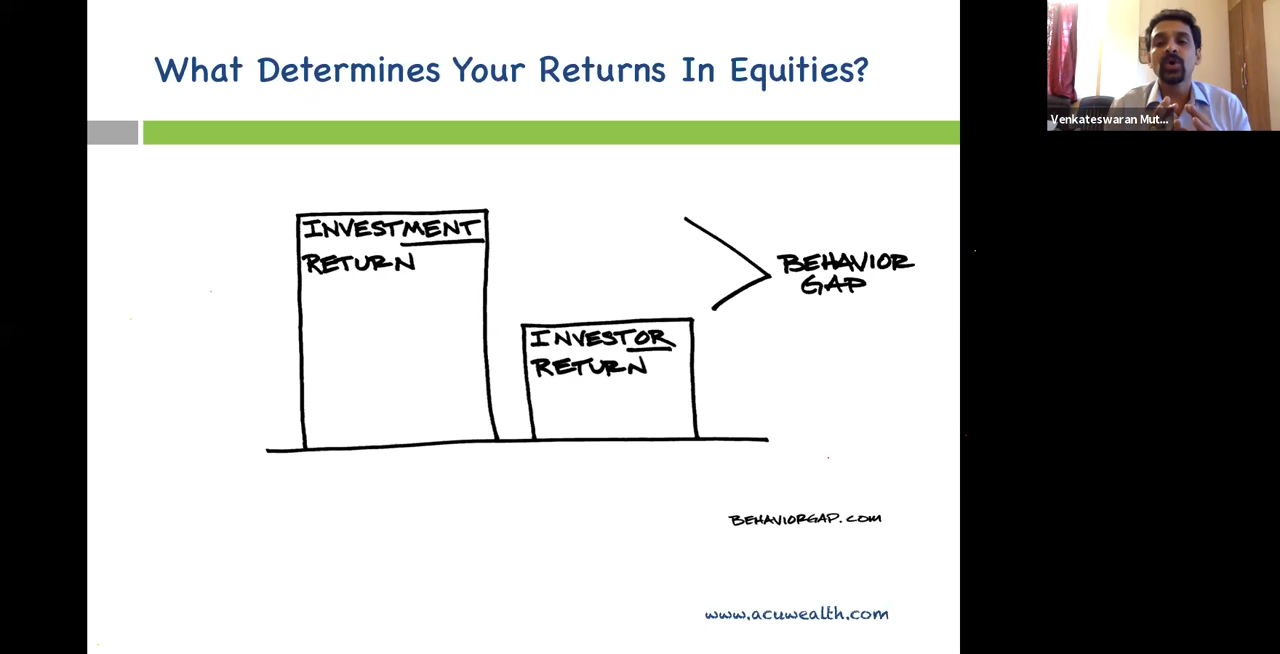 What Determines Your Returns In Equities?
Venkateswaran Mut...
INVESTMENT
RETURN
BEHAVIOR
GAP
INVESTOR
RETURN
BEHAVIORGAP.COM
www.acuwealth.com